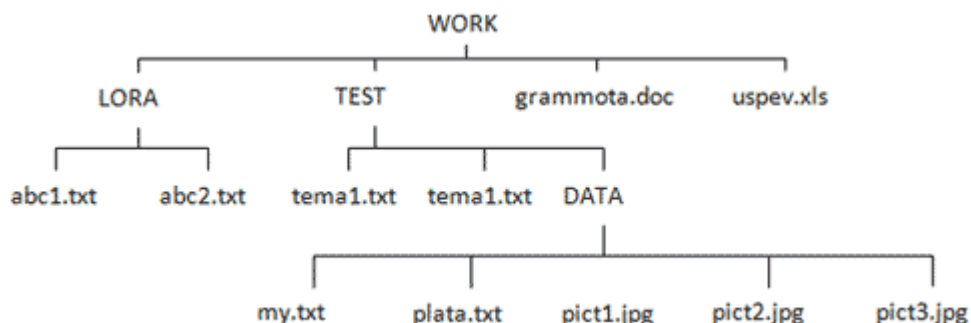 WORK
LORA TEST grammota.doc uspev.xls
abc1.txt abc2.txt tema1.txt tema1.txt DATA
my.txt plata.txt pict1.jpg pict2.jpg pict3.jpg